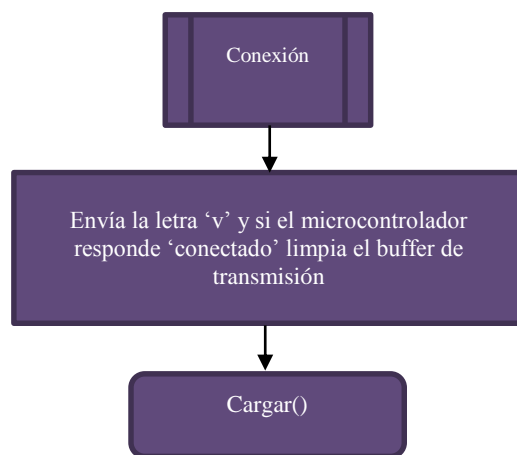 Conexión
Envía la letra ‘v’ y si el microcontrolador
responde ‘conectado’ limpia el buffer de
transmisión
Cargar()